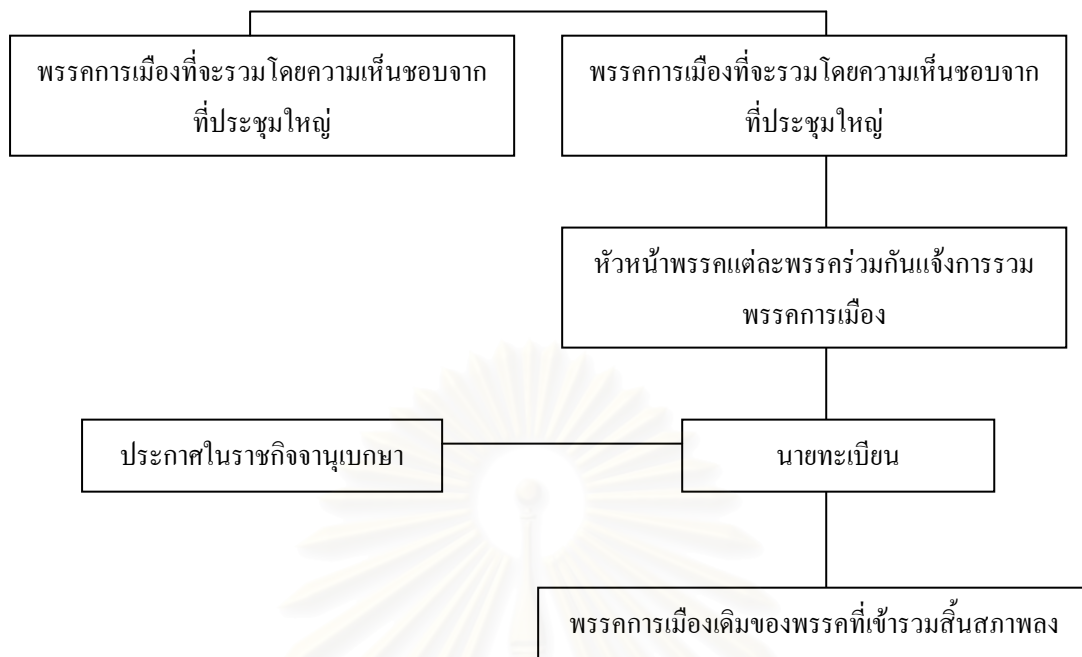 พรรคการเมืองที่จะรวมโดยความเห็นชอบจาก
ที่ประชุมใหญ่
พรรคการเมืองที่จะรวมโดยความเห็นชอบจาก
ที่ประชุมใหญ่
หัวหน้าพรรคแต่ละพรรคร่วมกันแจ้งการรวม
พรรคการเมือง
ประกาศในราชกิจจานุเบกษา
นายทะเบียน
พรรคการเมืองเดิมของพรรคที่เข้ารวมสิ้นสภาพลง